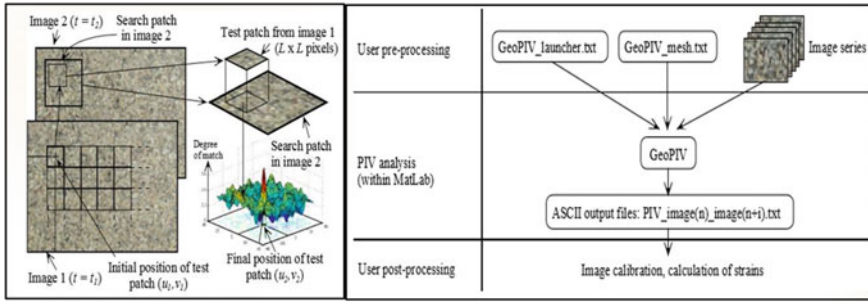 Image 2 (t = t2)
Search patch
in image 2
Test patch from image 1
(L x L pixels)
Degree
of match
Search patch
in image 2
Image 1 (t = t1)
Initial position of test
patch (u1,v1)
Final position of test
patch (u2,v2)
User pre-processing
GeoPIV_launcher.txt
GeoPIV_mesh.txt
Image series
PIV analysis
(within MatLab)
GeoPIV
ASCII output files: PIV_image(n)_image(n+i).txt
User post-processing
Image calibration, calculation of strains